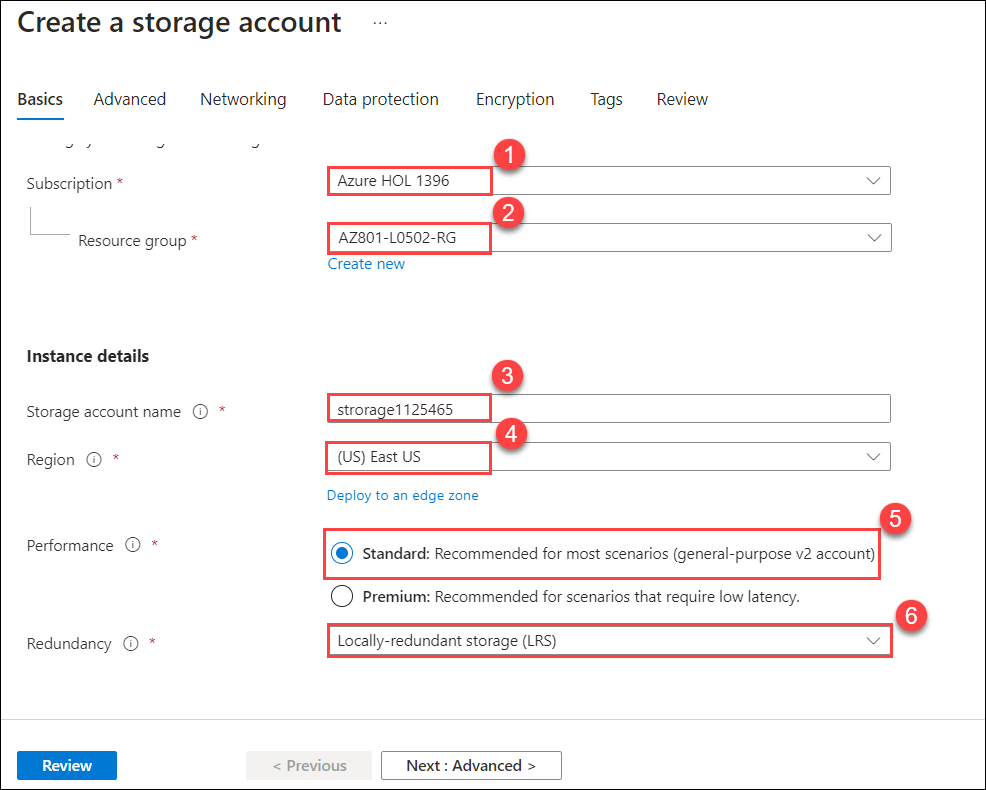 Create a storage account ...
Basics Advanced Networking Data protection Encryption Tags Review
1
Subscription * Azure HOL 1396
2
Resource group * AZ801-L0502-RG
Create new
Instance details
3
Storage account name * strorage1125465
4
Region * (US) East US
Deploy to an edge zone
5
Performance * Standard: Recommended for most scenarios (general-purpose v2 account)
Premium: Recommended for scenarios that require low latency.
6
Redundancy * Locally-redundant storage (LRS)
Review < Previous Next : Advanced >